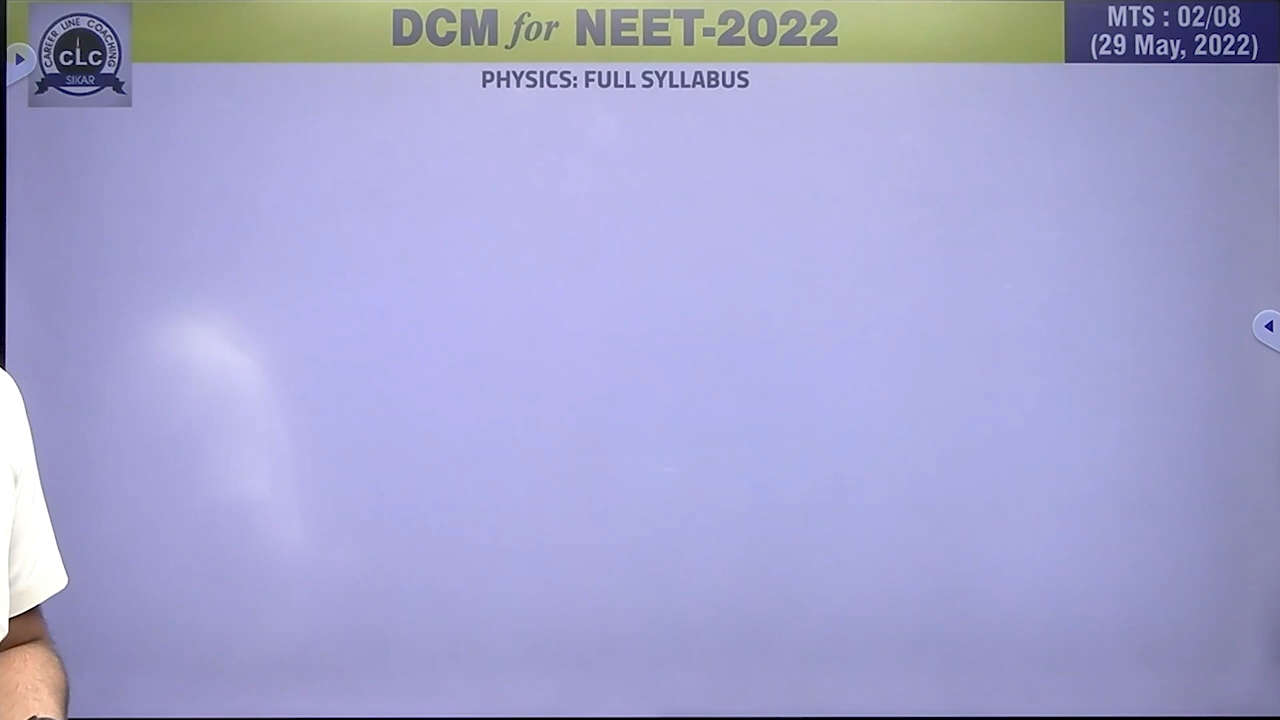 CAREER LINE COACHING
CLC
SIKAR
DCM for NEET-2022
MTS : 02/08
(29 May, 2022)
PHYSICS: FULL SYLLABUS